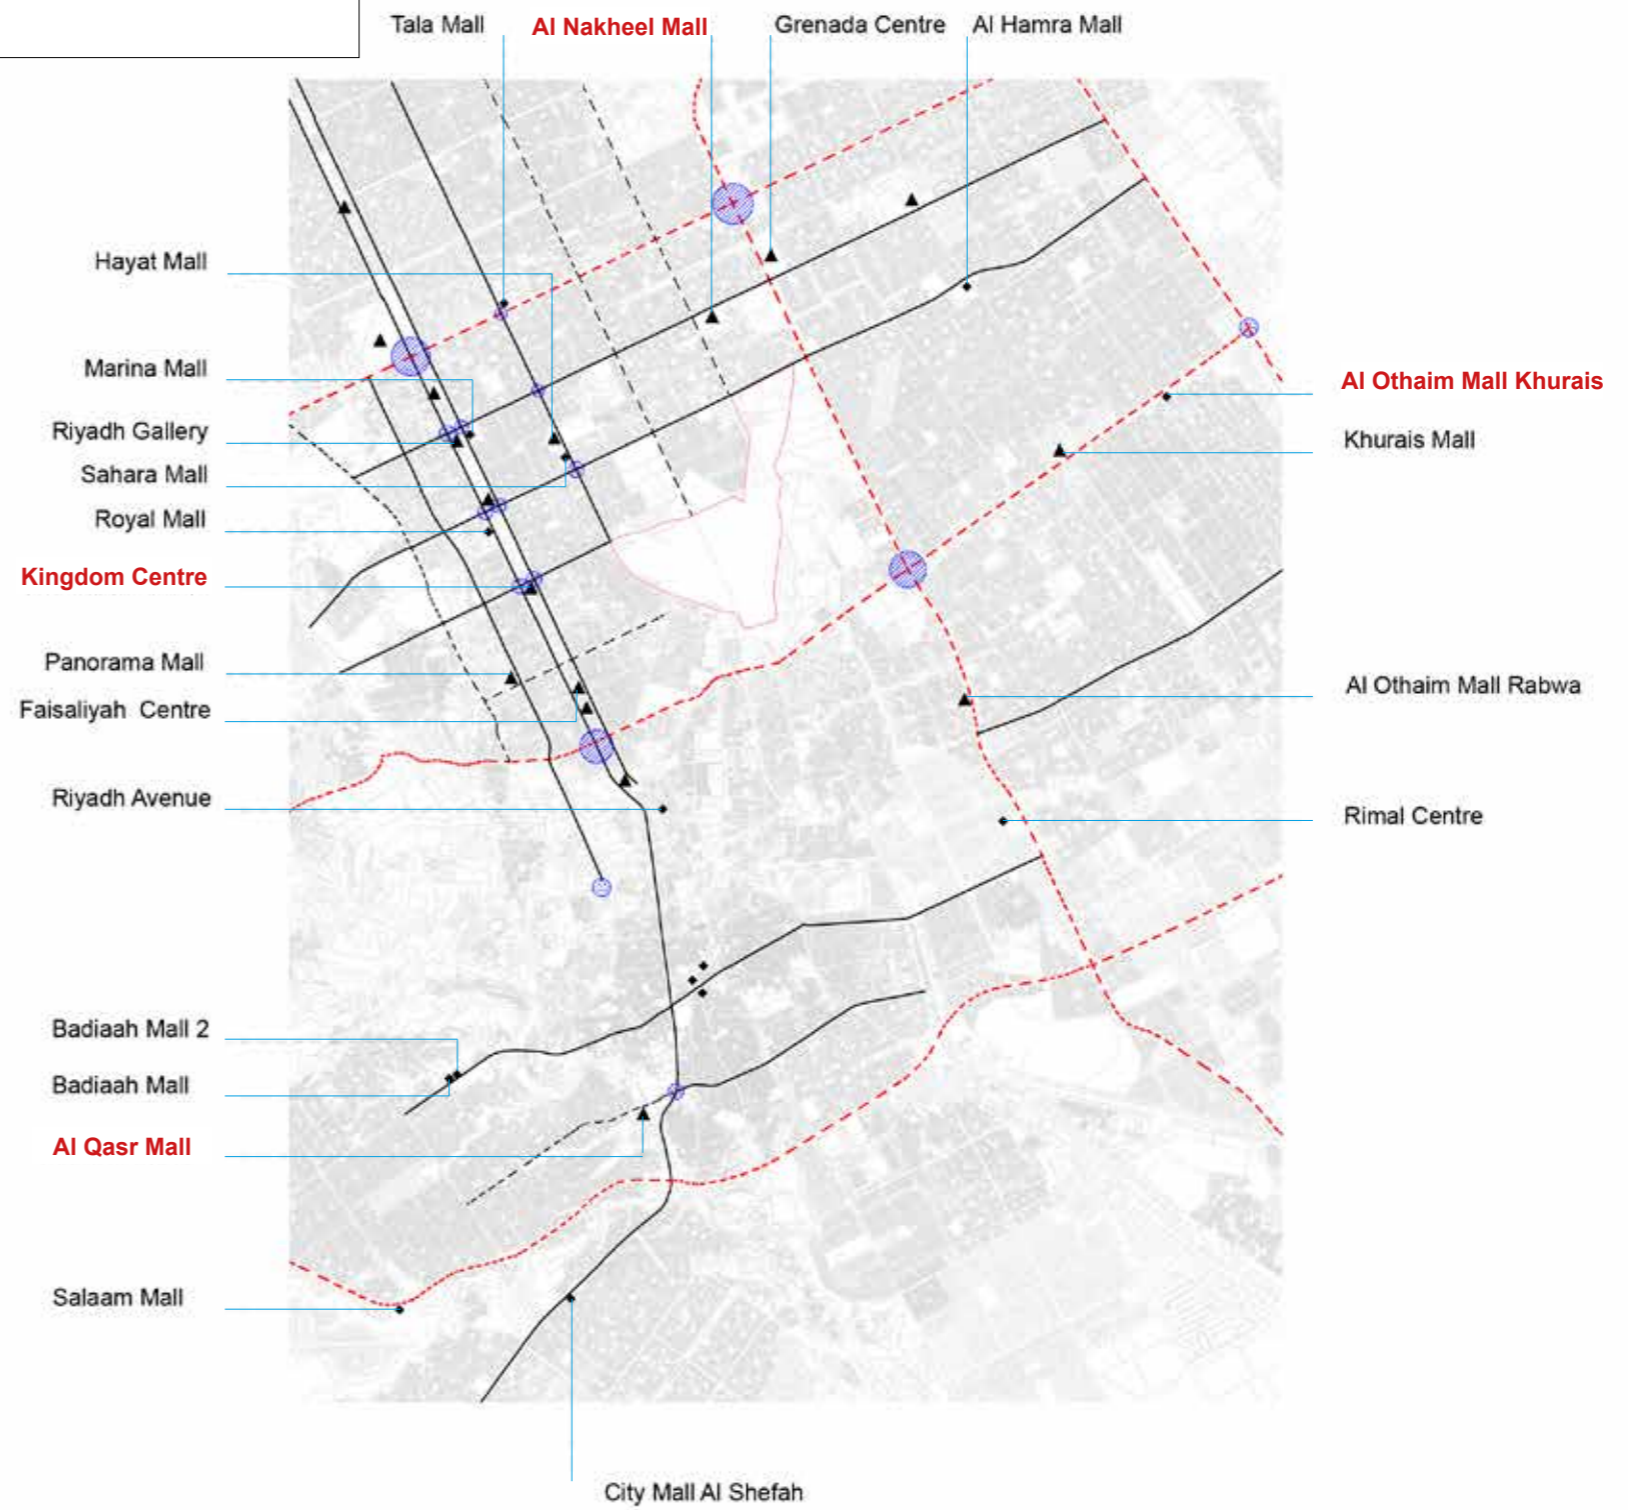 Tala Mall
Al Nakheel Mall
Grenada Centre
Al Hamra Mall
Hayat Mall
Marina Mall
Riyadh Gallery
Sahara Mall
Royal Mall
Kingdom Centre
Panorama Mall
Faisaliyah Centre
Riyadh Avenue
Badiaah Mall 2
Badiaah Mall
Al Qasr Mall
Salaam Mall
Al Othaim Mall Khurais
Khurais Mall
Al Othaim Mall Rabwa
Rimal Centre
City Mall Al Shefah